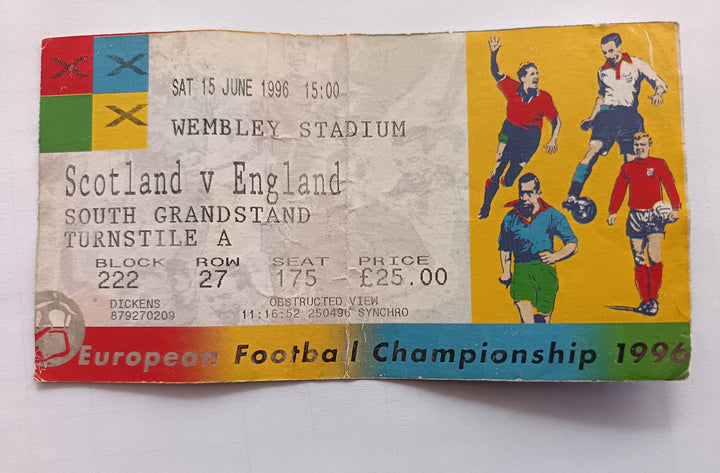 SAT 15 JUNE 1996 15:00
WEMBLEY STADIUM
Scotland v England
SOUTH GRANDSTAND
TURNSTILE A
BLOCK ROW SEAT PRICE
222 27 175 £25.00
DICKENS OBSTRUCTED VIEW
879270209 11:16:52 250496 SYNCHRO
European Football Championship 1996